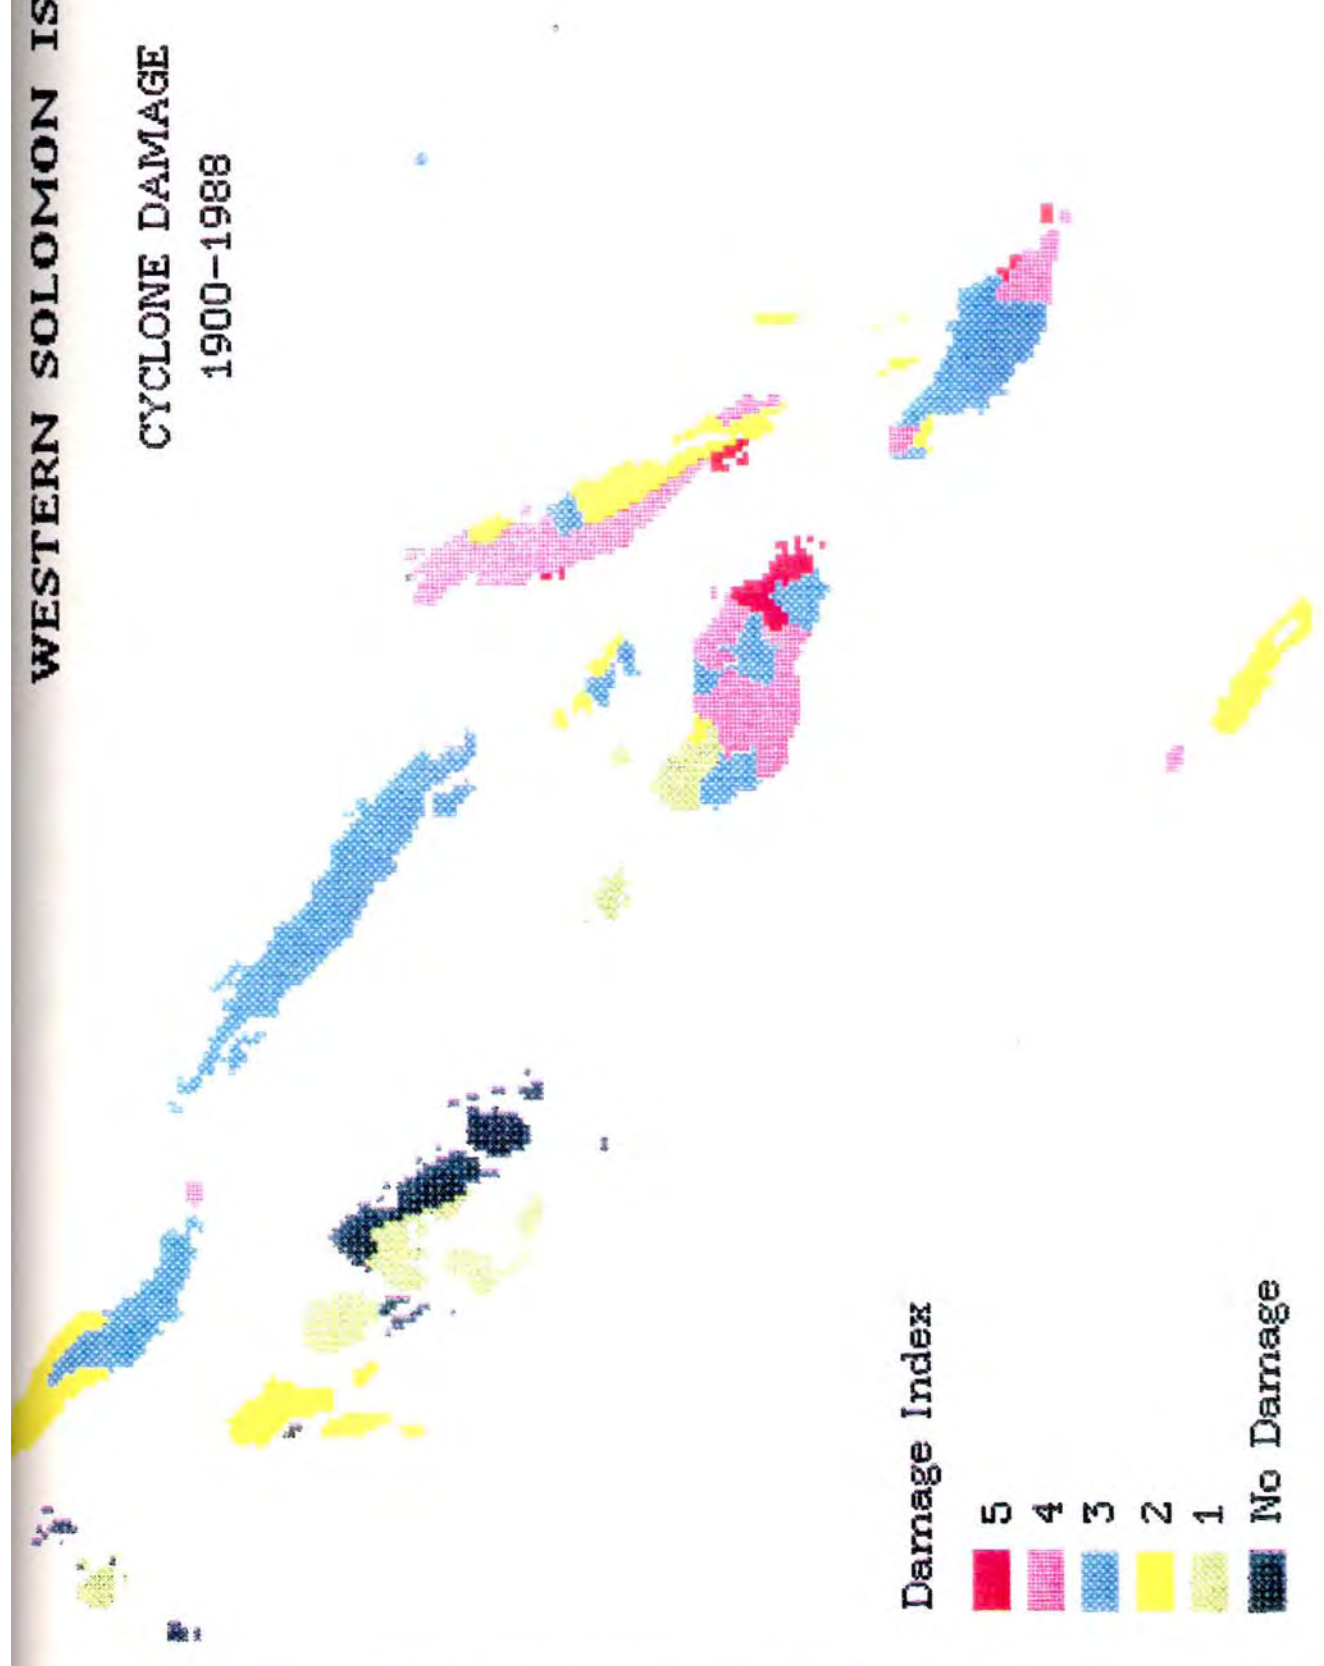 WESTERN SOLOMON IS
CYCLONE DAMAGE
1900-1988
Damage Index
5
4
3
2
1
No Damage